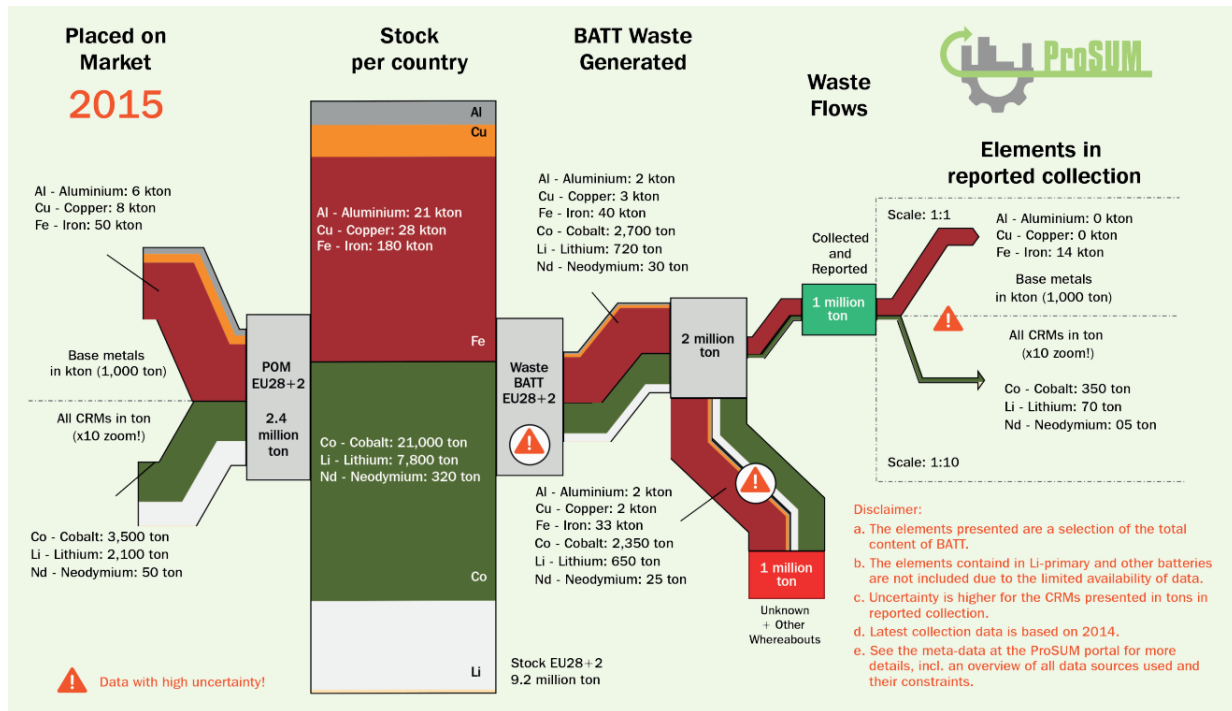 Placed on
Market
2015
Stock
per country
BATT Waste
Generated
Waste
Flows
ProSUM
Elements in
reported collection
Al - Aluminium: 6 kton
Cu - Copper: 8 kton
Fe - Iron: 50 kton
Base metals
in kton (1,000 ton)
All CRMs in ton
(x10 zoom!)
Co - Cobalt: 3,500 ton
Li - Lithium: 2,100 ton
Nd - Neodymium: 50 ton
Data with high uncertainty!
POM
EU28+2
2.4
million
ton
Al
Cu
Al - Aluminium: 21 kton
Cu - Copper: 28 kton
Fe - Iron: 180 kton
Fe
Co - Cobalt: 21,000 ton
Li - Lithium: 7,800 ton
Nd - Neodymium: 320 ton
Co
Li
Stock EU28+2
9.2 million ton
Waste
BATT
EU28+2
Al - Aluminium: 2 kton
Cu - Copper: 3 kton
Fe - Iron: 40 kton
Co - Cobalt: 2,700 ton
Li - Lithium: 720 ton
Nd - Neodymium: 30 ton
2 million
ton
Al - Aluminium: 2 kton
Cu - Copper: 2 kton
Fe - Iron: 33 kton
Co - Cobalt: 2,350 ton
Li - Lithium: 650 ton
Nd - Neodymium: 25 ton
1 million
ton
Unknown
+ Other
Whereabouts
Collected
and
Reported
1 million
ton
Scale: 1:1
Al - Aluminium: 0 kton
Cu - Copper: 0 kton
Fe - Iron: 14 kton
Base metals
in kton (1,000 ton)
All CRMs in ton
(x10 zoom!)
Co - Cobalt: 350 ton
Li - Lithium: 70 ton
Nd - Neodymium: 05 ton
Scale: 1:10
Disclaimer:
a. The elements presented are a selection of the total
content of BATT.
b. The elements containd in Li-primary and other batteries
are not included due to the limited availability of data.
c. Uncertainty is higher for the CRMs presented in tons in
reported collection.
d. Latest collection data is based on 2014.
e. See the meta-data at the ProSUM portal for more
details, incl. an overview of all data sources used and
their constraints.